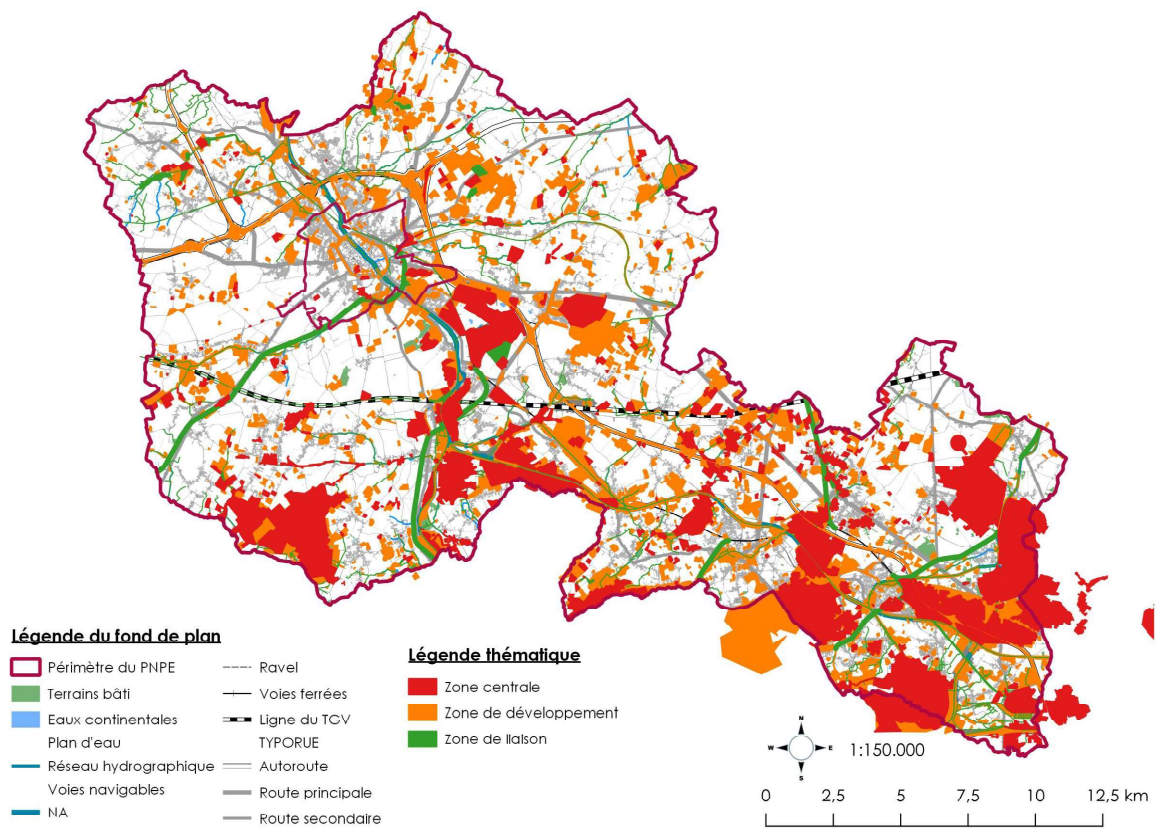 Légende du fond de plan
Périmètre du PNPE
Terrains bâti
Eaux continentales
Plan d'eau
Réseau hydrographique
Voies navigables
NA
Ravel
Voies ferrées
Ligne du TGV
TYPORUE
Autoroute
Route principale
Route secondaire
Légende thématique
Zone centrale
Zone de développement
Zone de liaison
N
W E
S
1:150.000
0 2,5 5 7,5 10 12,5 km